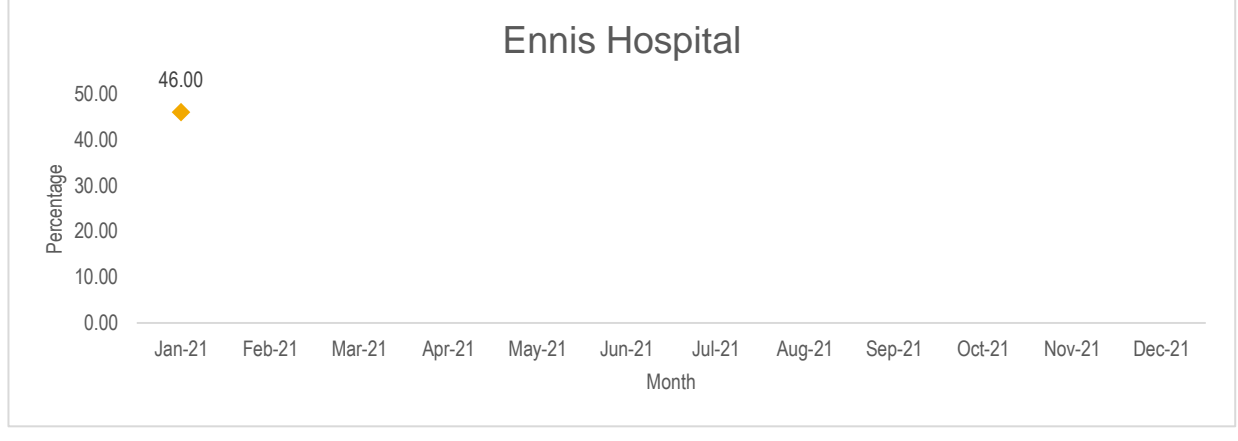 Ennis Hospital
46.00
50.00
40.00
30.00
20.00
10.00
0.00
Percentage
Jan-21 Feb-21 Mar-21 Apr-21 May-21 Jun-21 Jul-21 Aug-21 Sep-21 Oct-21 Nov-21 Dec-21
Month